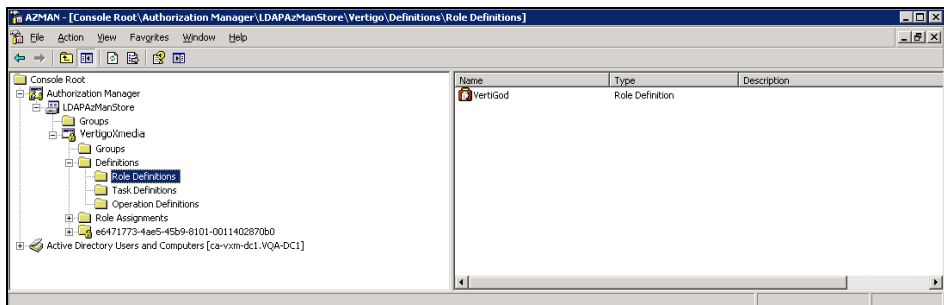 AZMAN - [Console Root\Authorization Manager\LDAPAzManStore\Vertigo\Definitions\Role Definitions]
File Action View Favorites Window Help
Console Root
Authorization Manager
LDAPAzManStore
Groups
VertigoXmedia
Groups
Definitions
Role Definitions
Task Definitions
Operation Definitions
Role Assignments
e6471773-4ae5-45b9-8101-0011402870b0
Active Directory Users and Computers [ca-vxm-dc1.VQA-DC1]
Name Type Description
VertiGod Role Definition